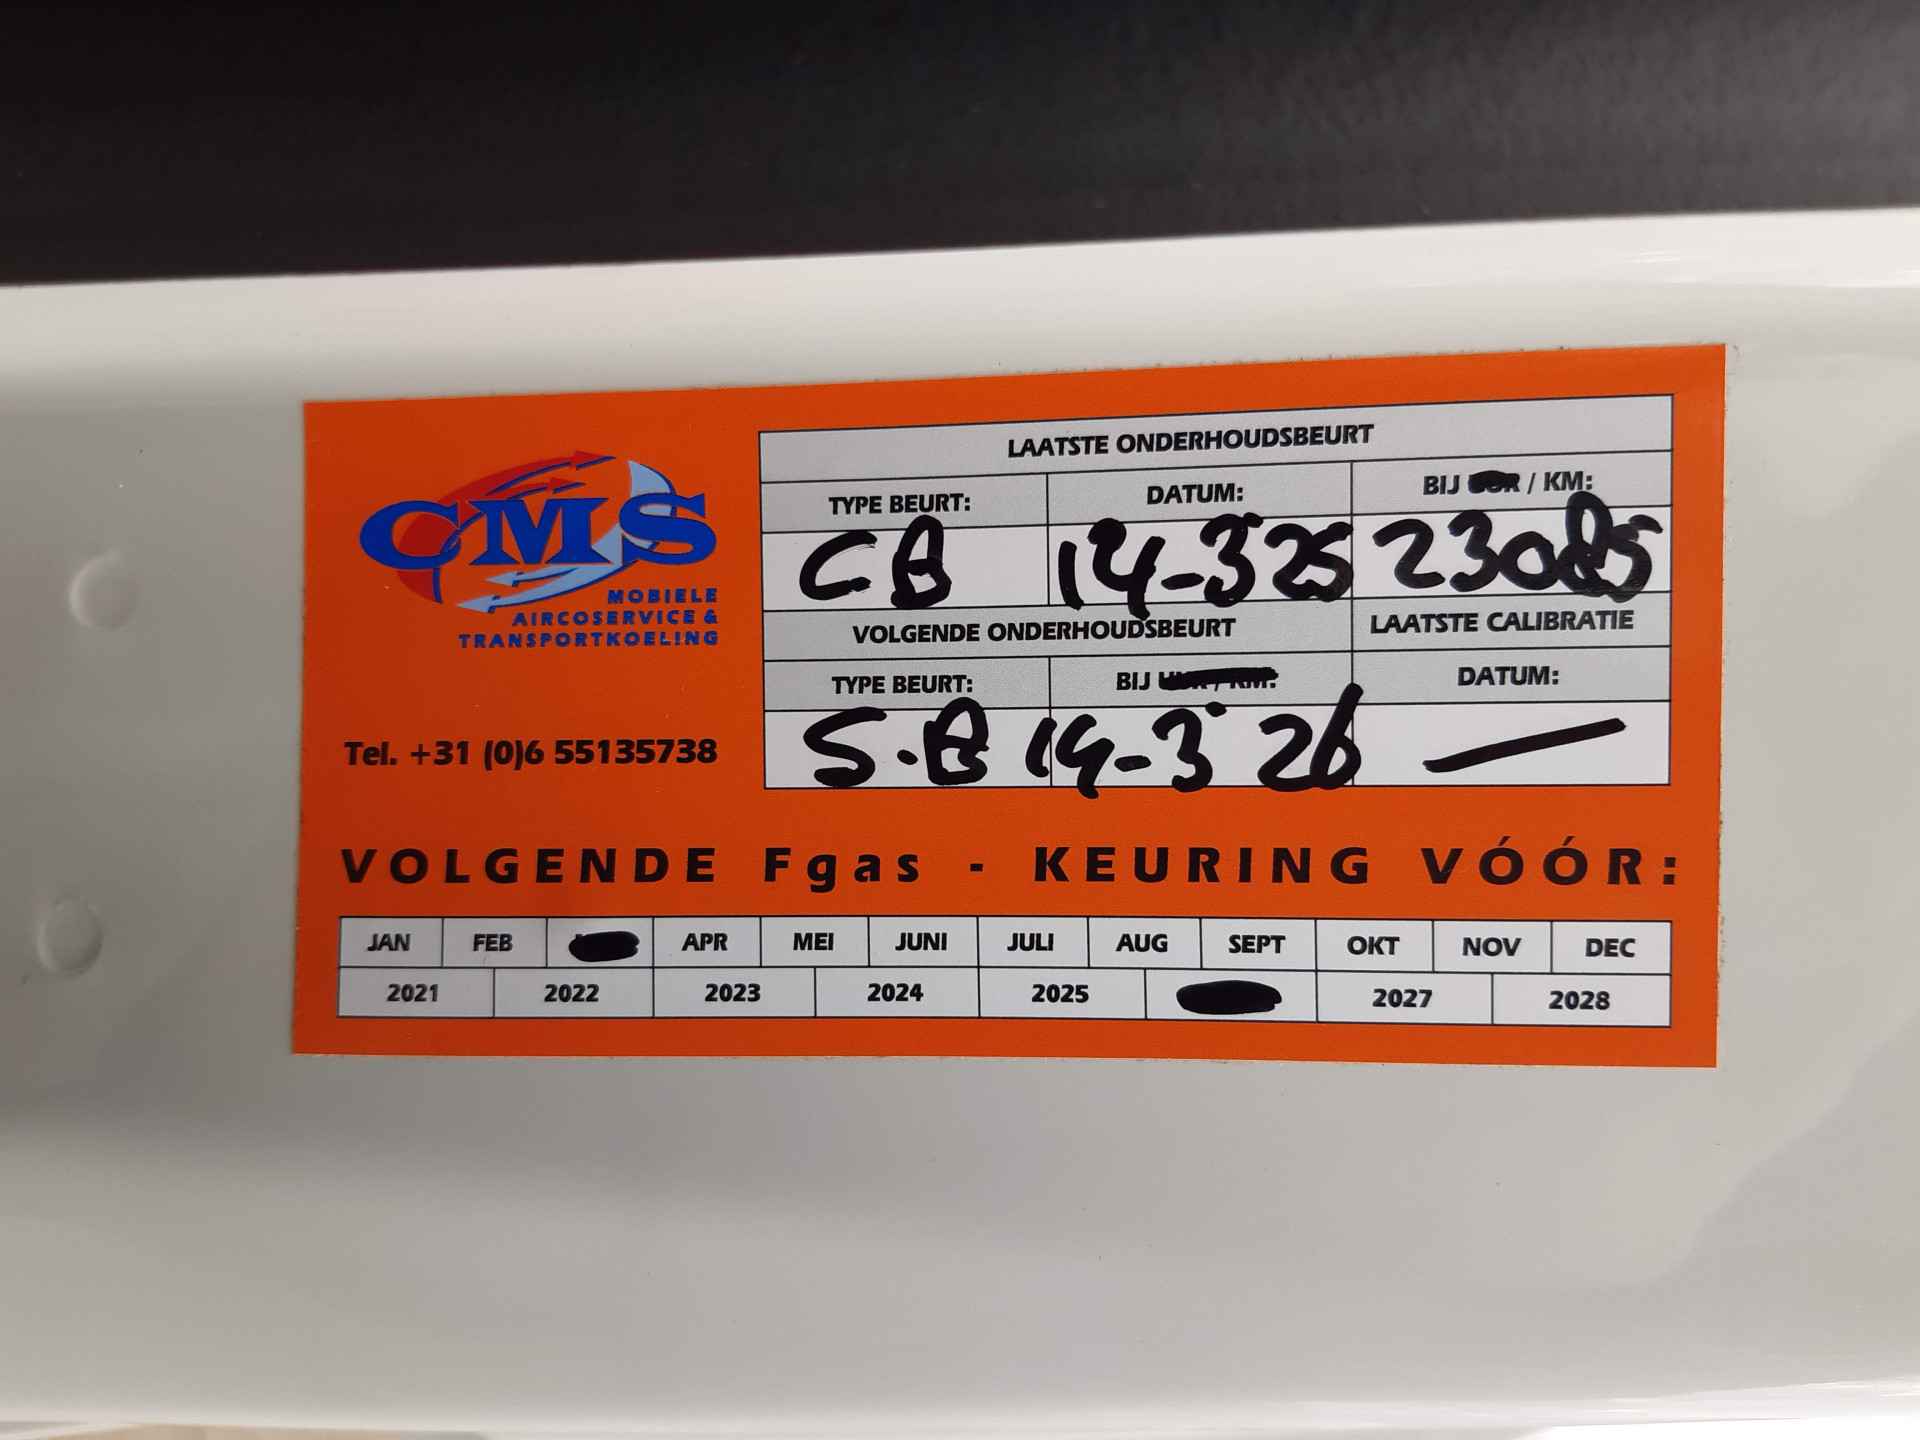 CMS
MOBIELE
AIRCOSERVICE &
TRANSPORTKOELING
Tel. +31 (0)6 55135738
LAATSTE ONDERHOUDSBEURT
TYPE BEURT: DATUM: BIJ / KM:
CB 14-3'25 23085
VOLGENDE ONDERHOUDSBEURT LAATSTE CALIBRATIE
TYPE BEURT: BIJ DATUM:
S.B 14-3'26 —
VOLGENDE Fgas - KEURING VÓÓR:
JAN FEB APR MEI JUNI JULI AUG SEPT OKT NOV DEC
2021 2022 2023 2024 2025 2027 2028